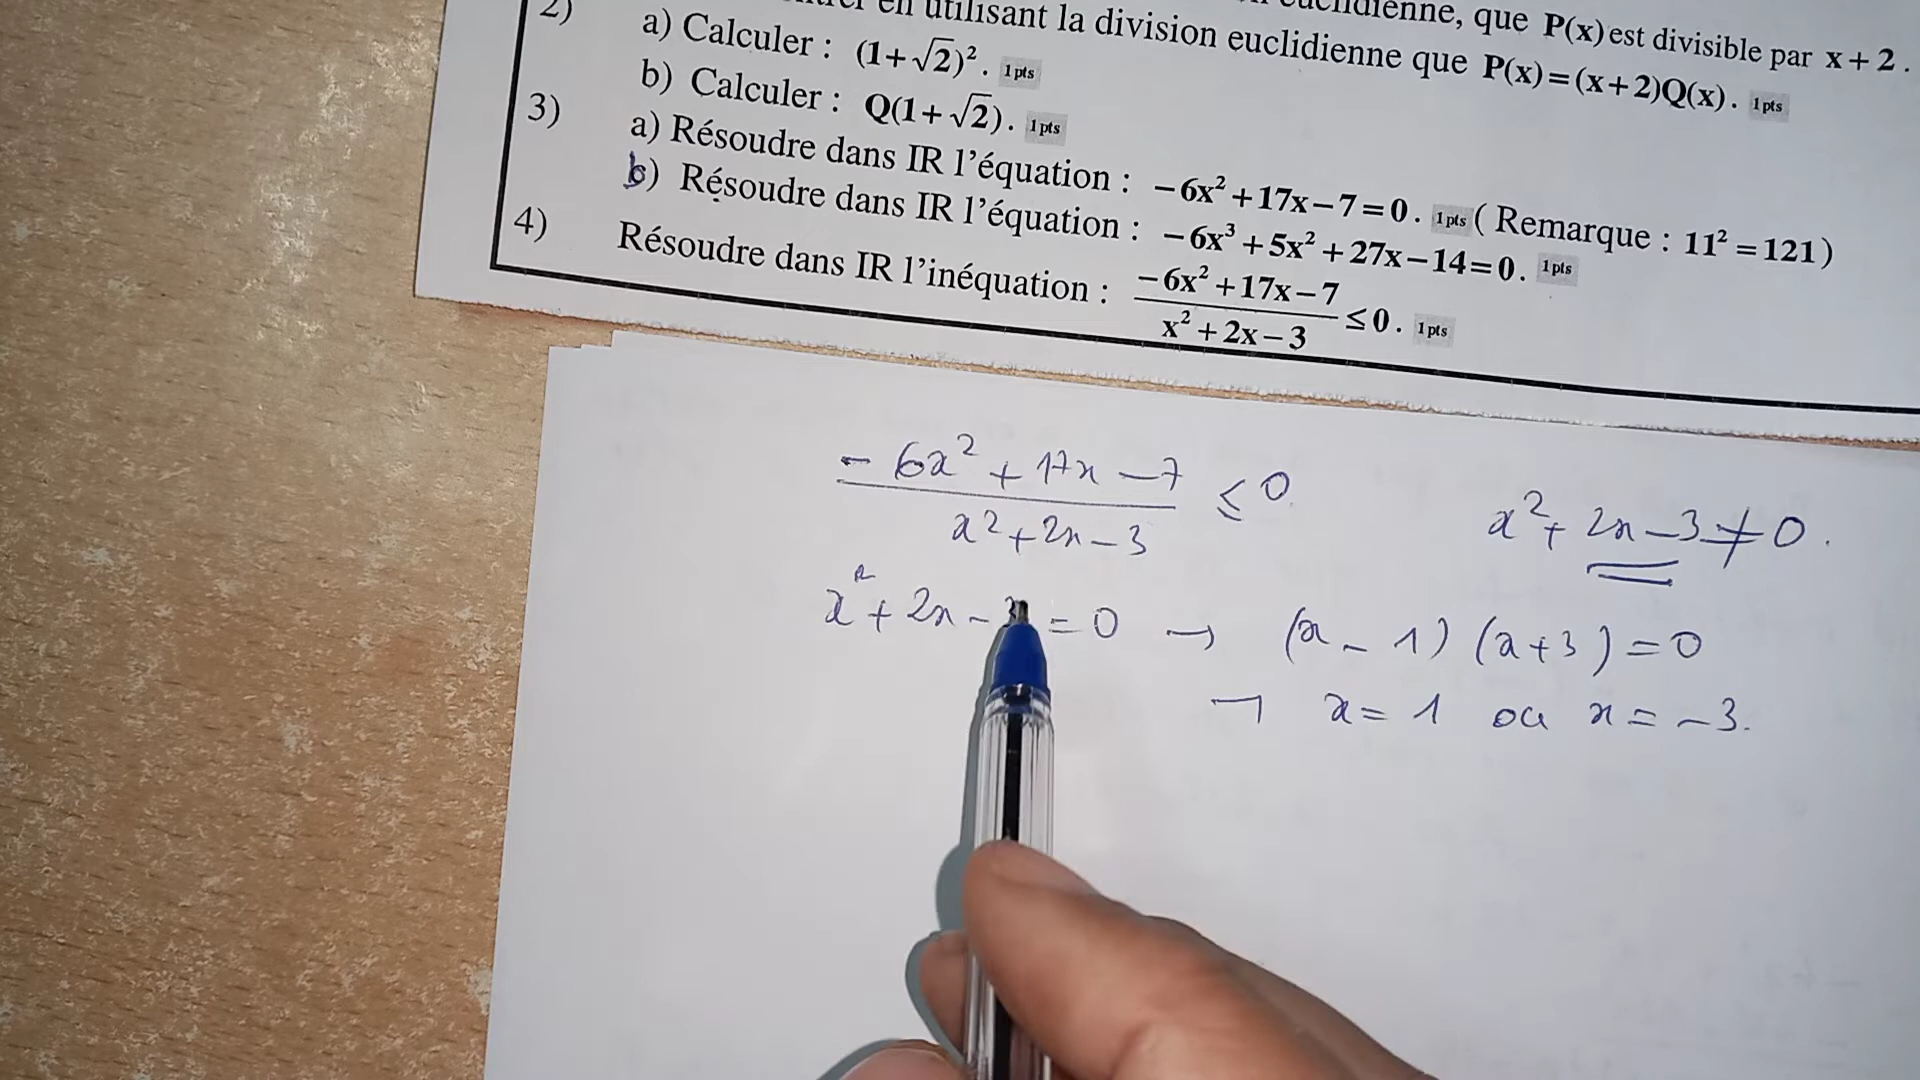 en utilisant la division euclidienne que P(x)=(x+2)Q(x). 1pts
euclidienne, que P(x) est divisible par x+2.
2) a) Calculer : (1+√2)². 1pts
b) Calculer : Q(1+√2). 1pts
3) a) Résoudre dans IR l'équation : −6x²+17x−7=0. 1pts ( Remarque : 11²=121)
b) Résoudre dans IR l'équation : −6x³+5x²+27x−14=0. 1pts
4) Résoudre dans IR l'inéquation : (−6x²+17x−7)/(x²+2x−3) ≤0. 1pts
- 6x² + 17x - 7 ≤ 0
x² + 2x - 3
x² + 2x - 3 ≠ 0.
x² + 2x - 3 = 0 → (x - 1) (x + 3) = 0
→ x = 1 ou x = -3.